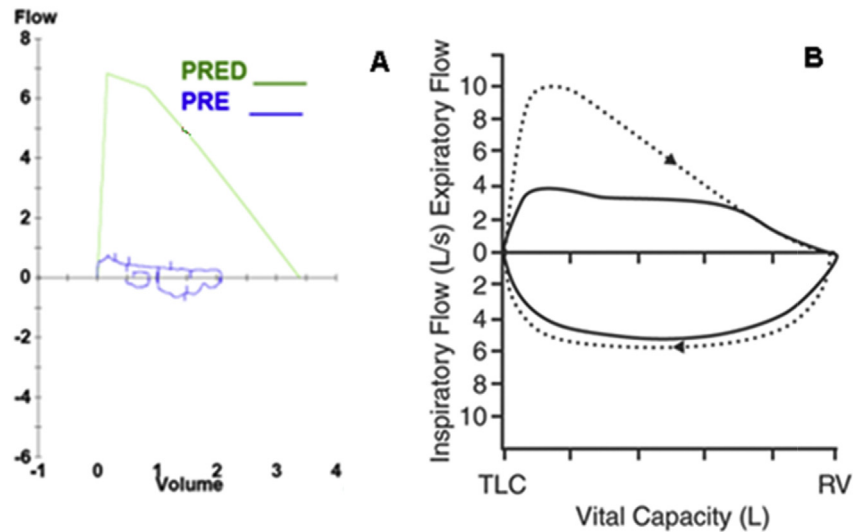 Flow
8
6
4
2
0
-2
-4
-6
-1
0
1
2
3
4
Volume
PRED
PRE
A
B
Inspiratory Flow (L/s) Expiratory Flow
10
8
6
4
2
0
2
4
6
8
10
TLC
RV
Vital Capacity (L)